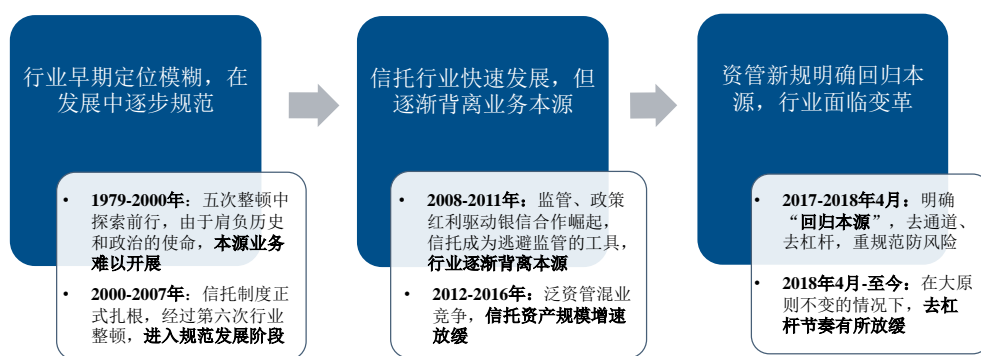 行业早期定位模糊，在
发展中逐步规范
• 1979-2000年：五次整顿中
探索前行，由于肩负历史
和政治的使命，本源业务
难以开展
• 2000-2007年：信托制度正
式扎根，经过第六次行业
整顿，进入规范发展阶段
信托行业快速发展，但
逐渐背离业务本源
• 2008-2011年：监管、政策
红利驱动银信合作崛起，
信托成为逃避监管的工具，
行业逐渐背离本源
• 2012-2016年：泛资管混业
竞争，信托资产规模增速
放缓
资管新规明确回归本
源，行业面临变革
• 2017-2018年4月：明确
“回归本源”，去通道、
去杠杆，重规范防风险
• 2018年4月-至今：在大原
则不变的情况下，去杠
杆节奏有所放缓